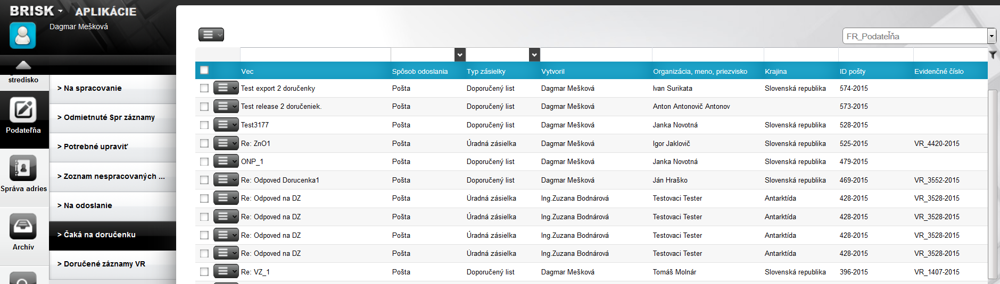 BRISK APLIKÁCIE
Dagmar Mešková
FR_Podateľňa
stredisko
Podateľňa
Správa adries
Archív
> Na spracovanie
> Odmietnuté Spr záznamy
> Potrebné upraviť
> Zoznam nespracovaných ...
> Na odoslanie
> Čaká na doručenku
> Doručené záznamy VR
Vec Spôsob odoslania Typ zásielky Vytvoril Organizácia, meno, priezvisko Krajina ID pošty Evidenčné číslo
Test export 2 doručenky Pošta Doporučený list Dagmar Mešková Ivan Surikata Slovenská republika 574-2015
Test release 2 doručeniek. Pošta Doporučený list Dagmar Mešková Anton Antonovič Antonov 573-2015
Test3177 Pošta Doporučený list Dagmar Mešková Janka Novotná Slovenská republika 528-2015
Re: ZnO1 Pošta Úradná zásielka Dagmar Mešková Igor Jaklovič Slovenská republika 525-2015 VR_4420-2015
ONP_1 Pošta Doporučený list Dagmar Mešková Janka Novotná Slovenská republika 479-2015
Re: Odpoved Dorucenka1 Pošta Doporučený list Dagmar Mešková Ján Hraško Slovenská republika 469-2015 VR_3552-2015
Re: Odpoved na DZ Pošta Úradná zásielka Ing.Zuzana Bodnárová Testovaci Tester Antarktída 428-2015 VR_3528-2015
Re: Odpoved na DZ Pošta Úradná zásielka Ing.Zuzana Bodnárová Testovaci Tester Antarktída 428-2015 VR_3528-2015
Re: Odpoved na DZ Pošta Úradná zásielka Ing.Zuzana Bodnárová Testovaci Tester Antarktída 428-2015 VR_3528-2015
Re: Odpoved na DZ Pošta Úradná zásielka Ing.Zuzana Bodnárová Testovaci Tester Antarktída 428-2015 VR_3528-2015
Re: VZ_1 Pošta Doporučený list Dagmar Mešková Tomáš Molnár Slovenská republika 396-2015 VR_1407-2015